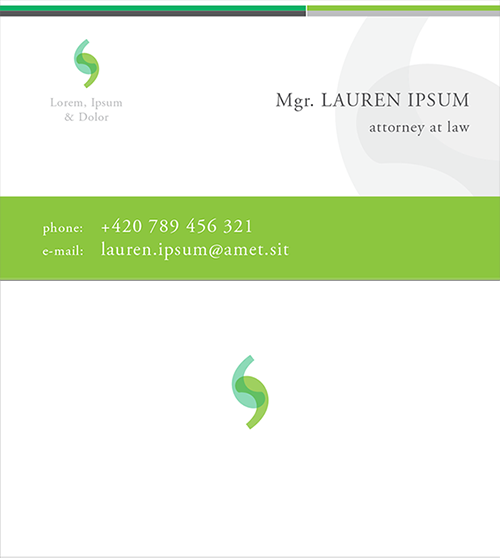 Lorem, Ipsum
& Dolor
Mgr. LAUREN IPSUM
attorney at law
phone: +420 789 456 321
e-mail: lauren.ipsum@amet.sit